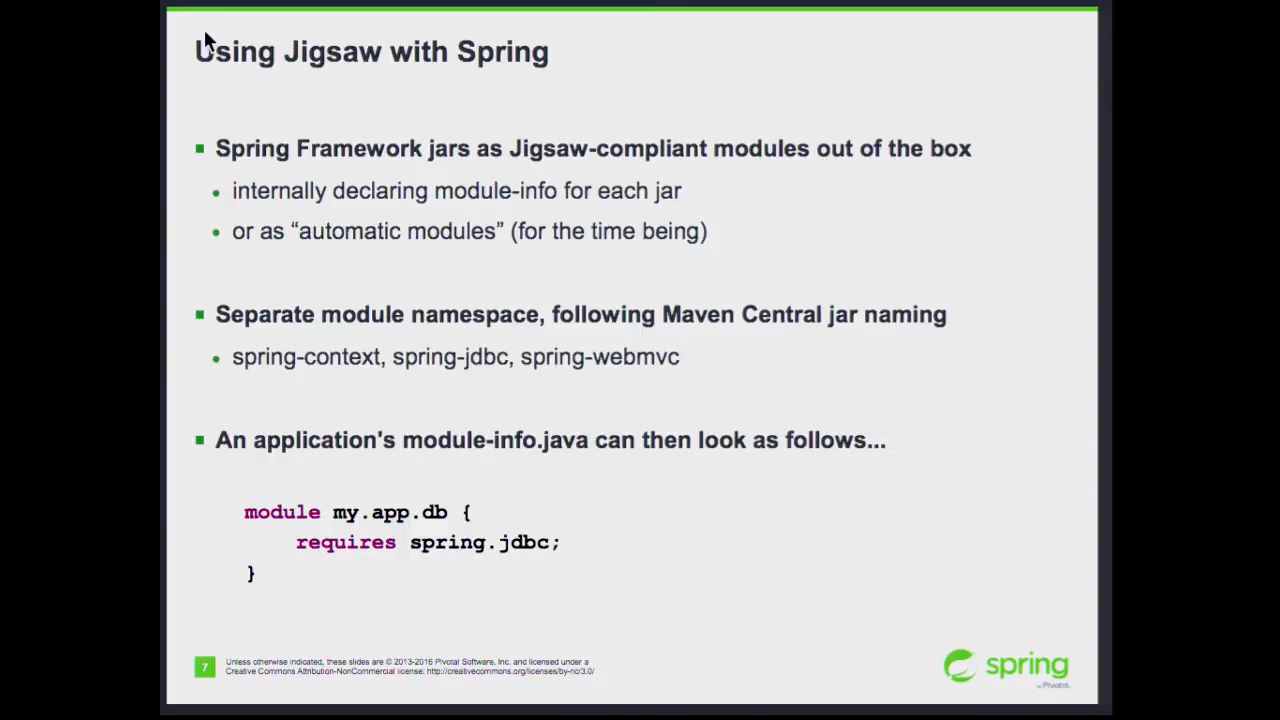 Using Jigsaw with Spring
Spring Framework jars as Jigsaw-compliant modules out of the box
internally declaring module-info for each jar
or as “automatic modules” (for the time being)
Separate module namespace, following Maven Central jar naming
spring-context, spring-jdbc, spring-webmvc
An application's module-info.java can then look as follows...
module my.app.db {
requires spring.jdbc;
}
7
Unless otherwise indicated, these slides are © 2013-2016 Pivotal Software, Inc. and licensed under a
Creative Commons Attribution-NonCommercial license: http://creativecommons.org/licenses/by-nc/3.0/
spring
by Pivotal.